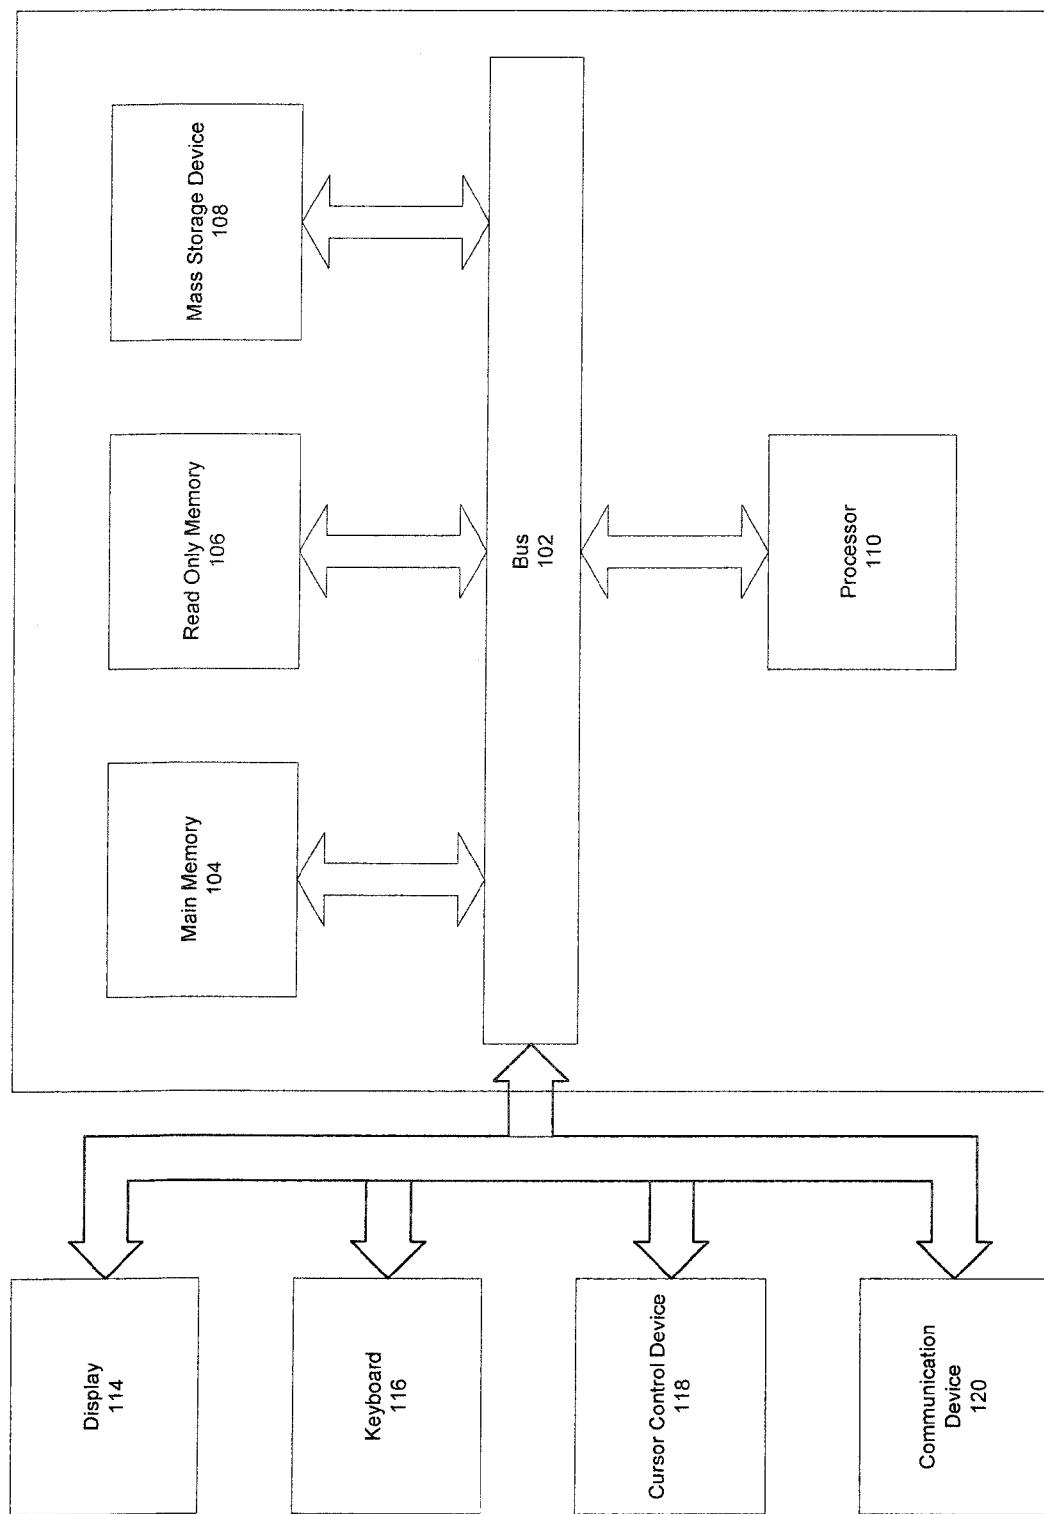 Display
114
Keyboard
116
Cursor Control Device
118
Communication
Device
120
Main Memory
104
Read Only Memory
106
Mass Storage Device
108
Bus
102
Processor
110